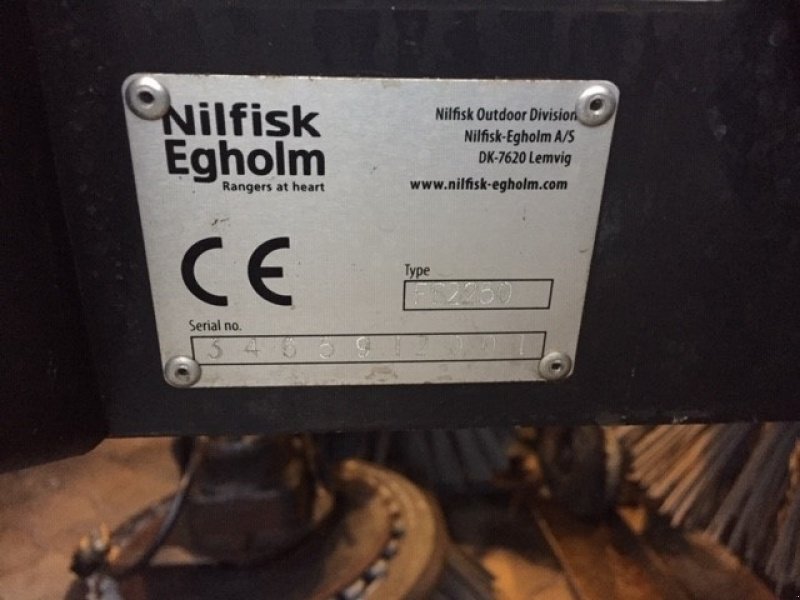 Nilfisk
Egholm
Rangers at heart
Nilfisk Outdoor Division
Nilfisk-Egholm A/S
DK-7620 Lemvig
www.nilfisk-egholm.com
CE
Type
Serial no.